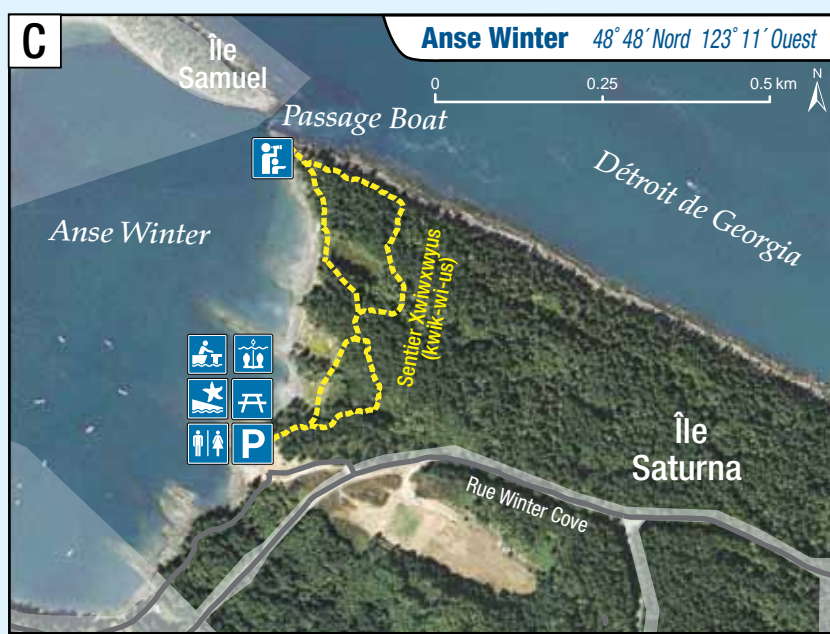 C
Anse Winter 48° 48′ Nord 123° 11′ Ouest
Île
Samuel
0 0.25 0.5 km
N
Passage Boat
Détroit de Georgia
Anse Winter
Sentier Xwiwxwyus
(kwik-wi-us)
P
Île
Saturna
Rue Winter Cove